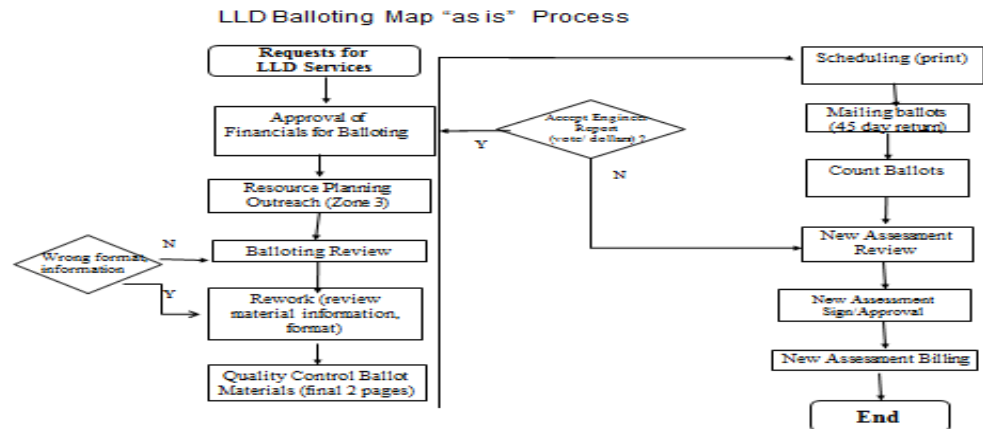 LLD Balloting Map “as is” Process
Requests for
LLD Services
Approval of
Financials for Balloting
Resource Planning
Outreach (Zone 3)
Balloting Review
Wrong format,
information
N
Y
Rework (review
material information,
format)
Quality Control Ballot
Materials (final 2 pages)
Accept Engineer
Report
(vote/ dollars) ?
Y
N
Scheduling (print)
Mailing ballots
(45 day return)
Count Ballots
New Assessment
Review
New Assessment
Sign/Approval
New Assessment Billing
End